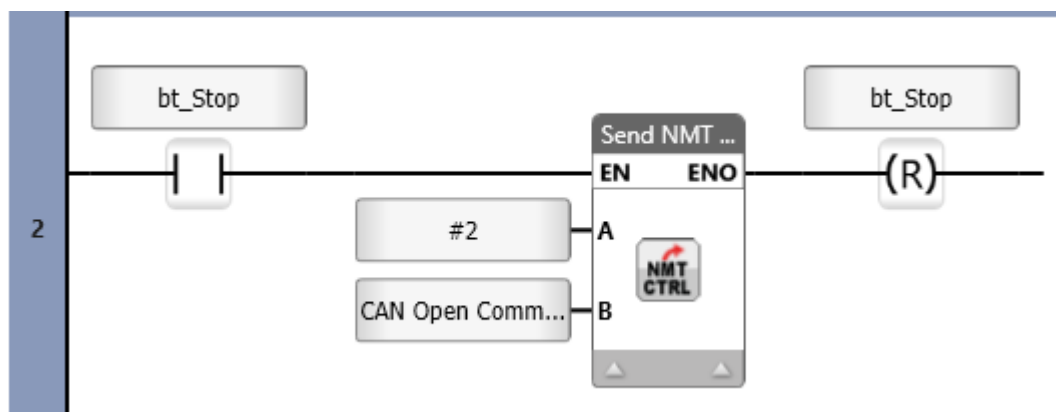 bt_Stop
bt_Stop
Send NMT ...
EN ENO
(R)
2
#2
A
NMT
CTRL
CAN Open Comm...
B